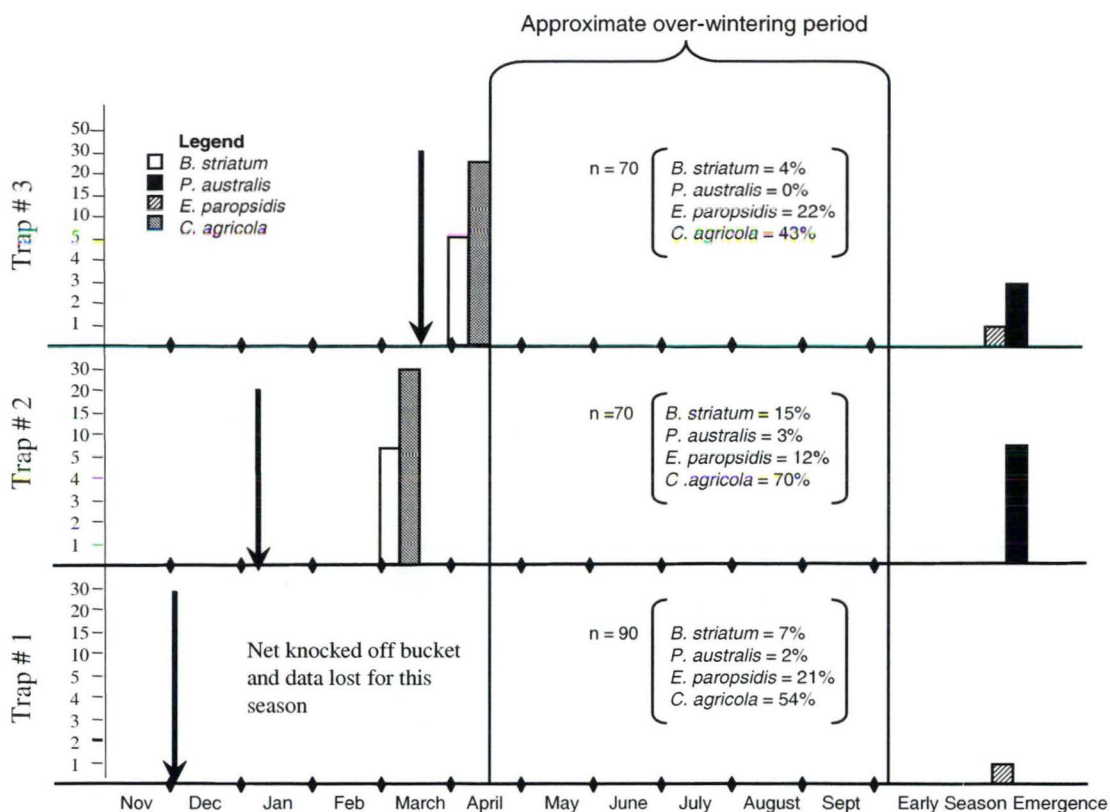 Approximate over-wintering period
Trap # 3
50
30
20
15
10
5
4
3
2
1
Legend
B. striatum
P. australis
E. paropsidis
C. agricola
n = 70
B. striatum = 4%
P. australis = 0%
E. paropsidis = 22%
C. agricola = 43%
Trap # 2
30
20
15
10
5
4
3
2
1
n =70
B. striatum = 15%
P. australis = 3%
E. paropsidis = 12%
C .agricola = 70%
Trap # 1
30
20
15
10
5
4
3
2
1
Net knocked off bucket
and data lost for this
season
n = 90
B. striatum = 7%
P. australis = 2%
E. paropsidis = 21%
C. agricola = 54%
Nov Dec Jan Feb March April May June July August Sept Early Season Emergence